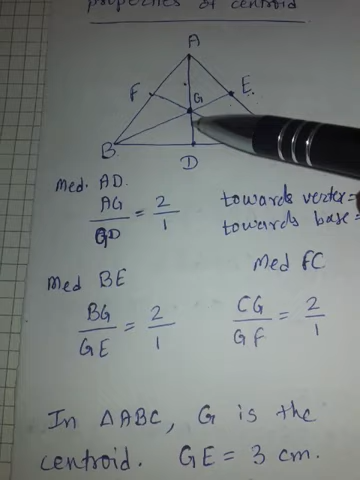 properties of centroid
A
F
E
G
B
D
Med. AD.
AG/GD = 2/1
towards vertex =
towards base =
Med BE
Med FC
BG/GE = 2/1
CG/GF = 2/1
In △ABC, G is the
centroid. GE = 3 cm.